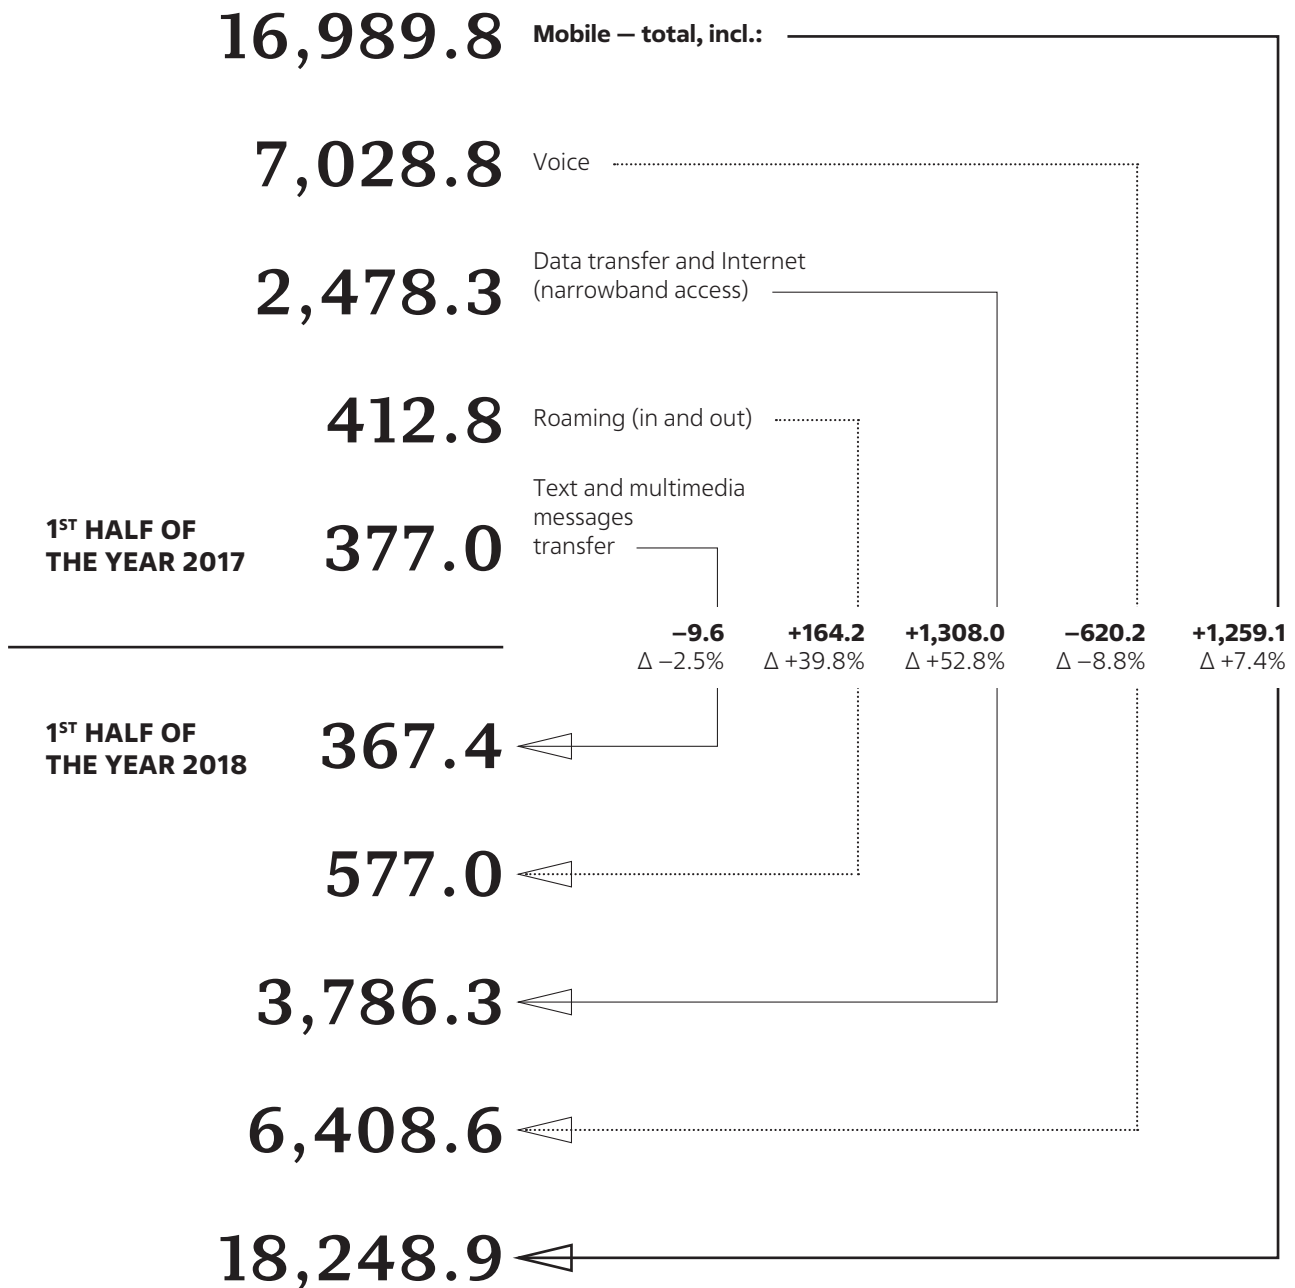 16,989.8 Mobile — total, incl.:
7,028.8 Voice
2,478.3 Data transfer and Internet
(narrowband access)
412.8 Roaming (in and out)
Text and multimedia
messages
transfer
1ST HALF OF
THE YEAR 2017
377.0
–9.6 +164.2 +1,308.0 –620.2 +1,259.1
Δ –2.5% Δ +39.8% Δ +52.8% Δ –8.8% Δ +7.4%
1ST HALF OF
THE YEAR 2018
367.4
577.0
3,786.3
6,408.6
18,248.9